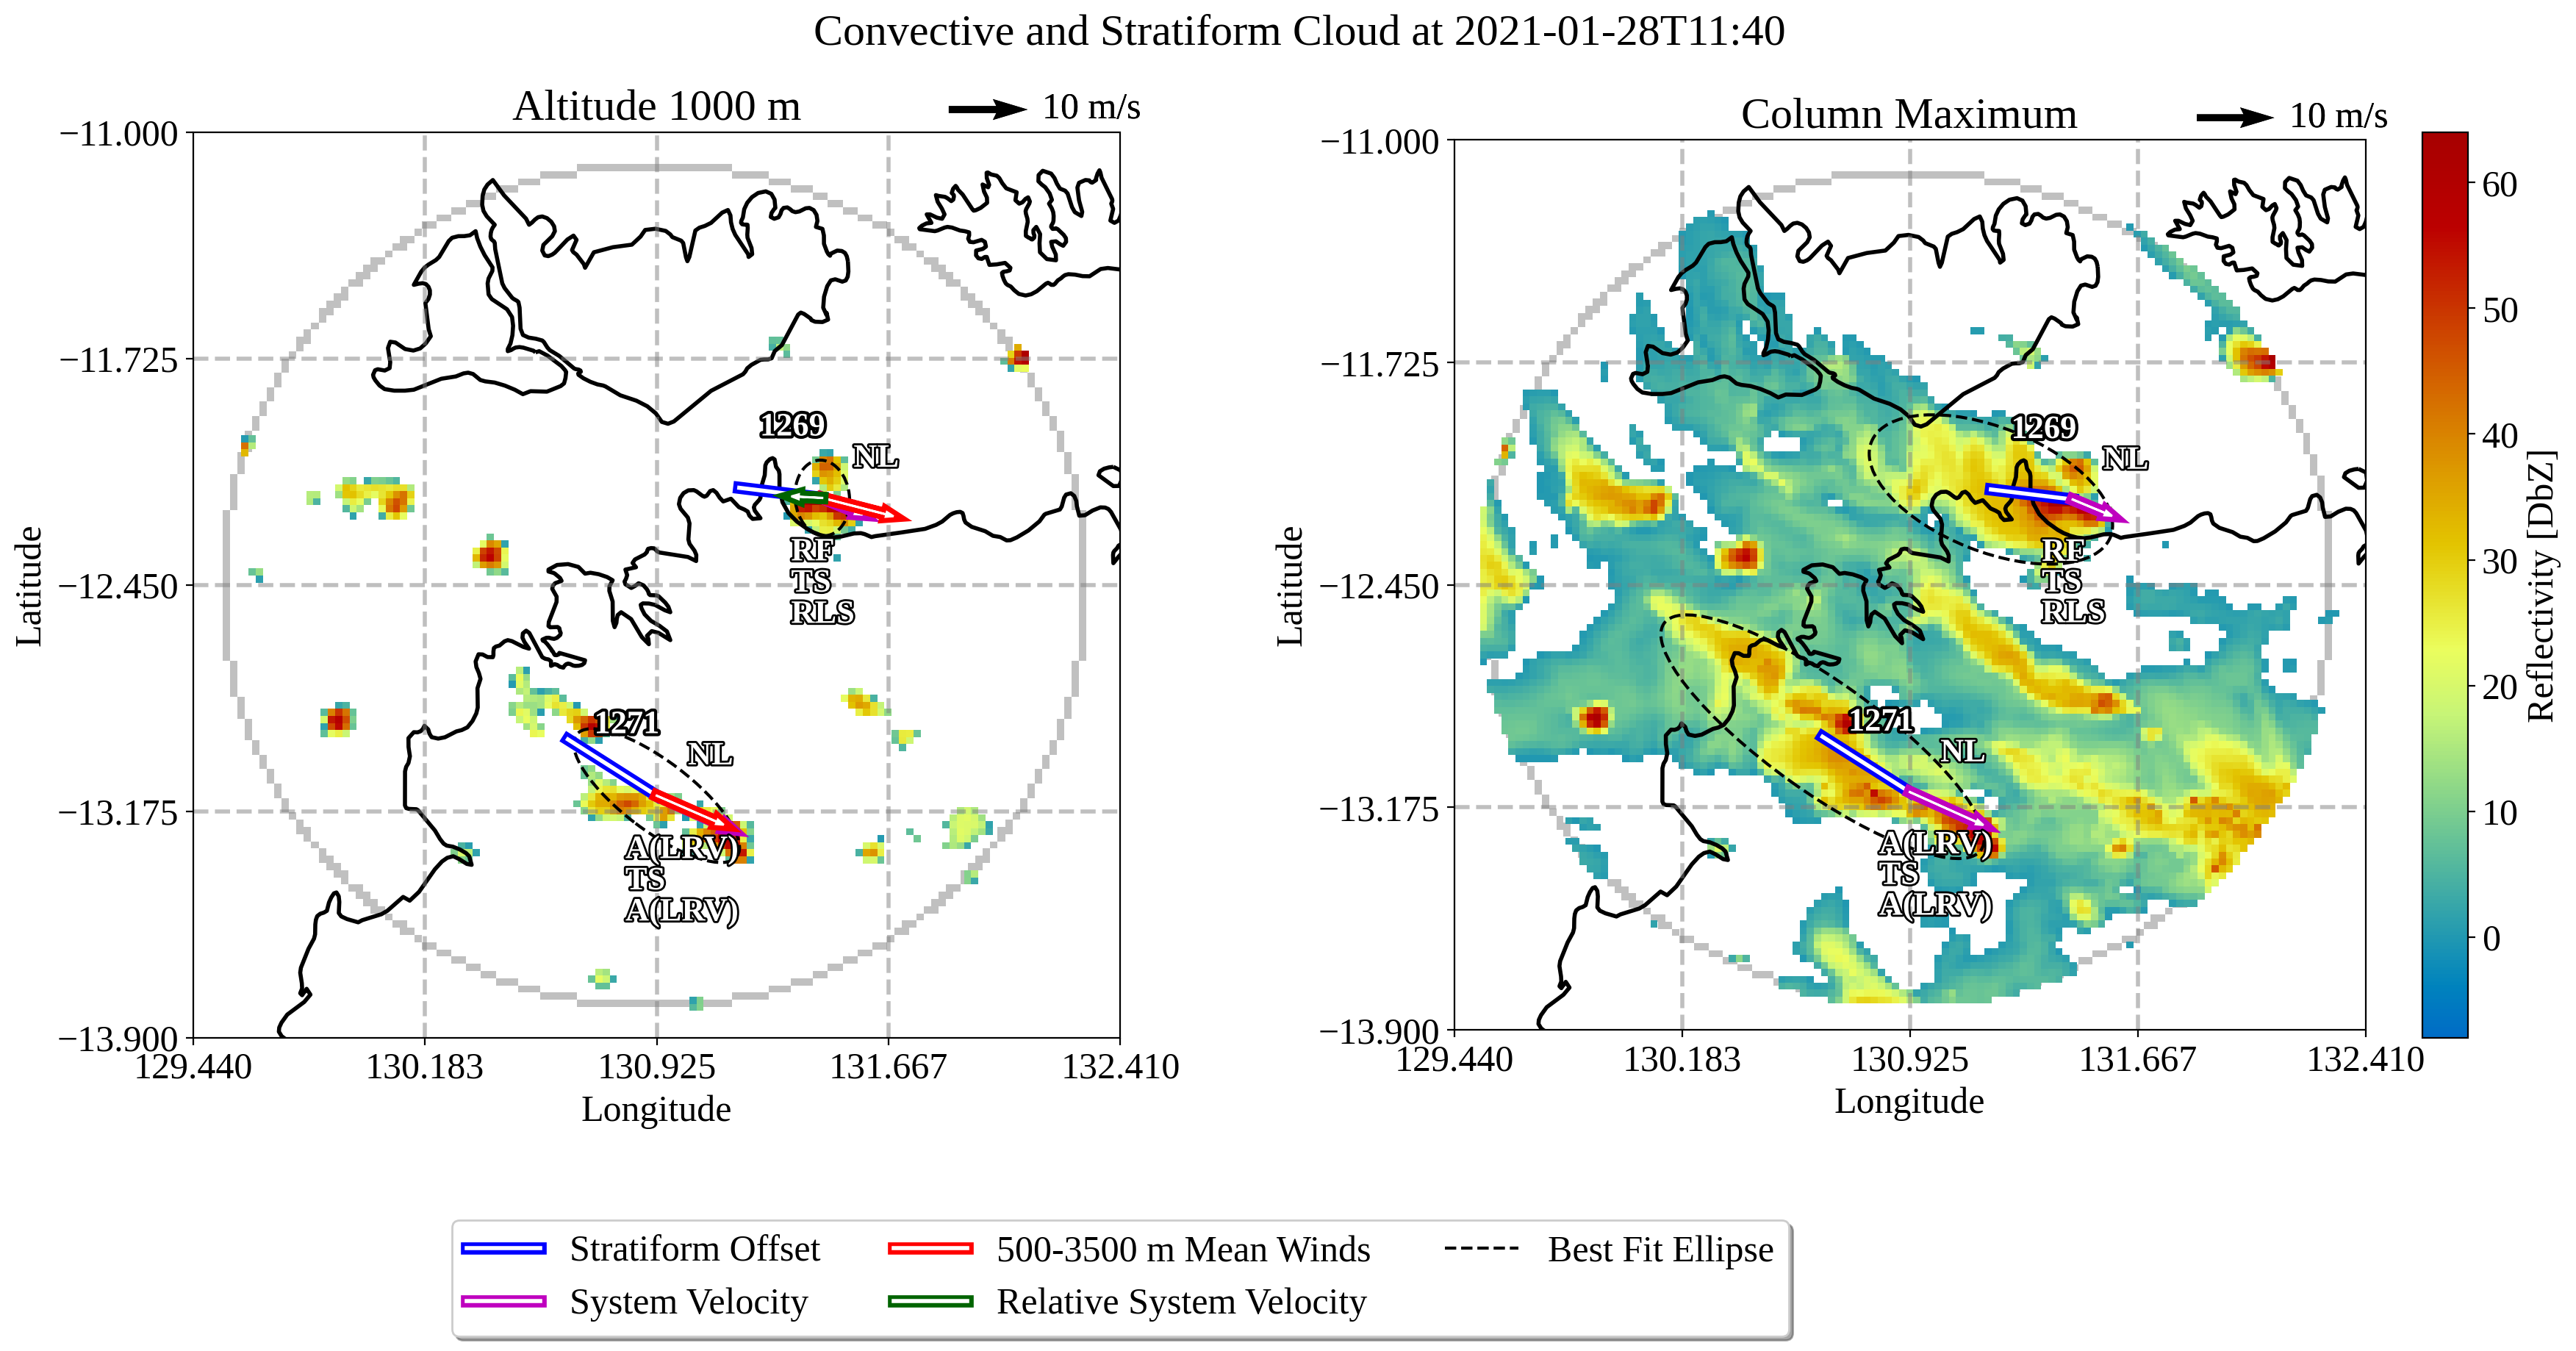 Convective and Stratiform Cloud at 2021-01-28T11:40
Altitude 1000 m
10 m/s
−11.000
−11.725
−12.450
−13.175
−13.900
Latitude
1269
NL
RF
TS
RLS
1271
NL
A(LRV)
TS
A(LRV)
129.440
130.183
130.925
131.667
132.410
Longitude
Column Maximum
10 m/s
−11.000
−11.725
−12.450
−13.175
−13.900
Latitude
1269
NL
RF
TS
RLS
1271
NL
A(LRV)
TS
A(LRV)
129.440
130.183
130.925
131.667
132.410
Longitude
60
50
40
30
20
10
0
Reflectivity [DbZ]
Stratiform Offset
System Velocity
500-3500 m Mean Winds
Relative System Velocity
Best Fit Ellipse